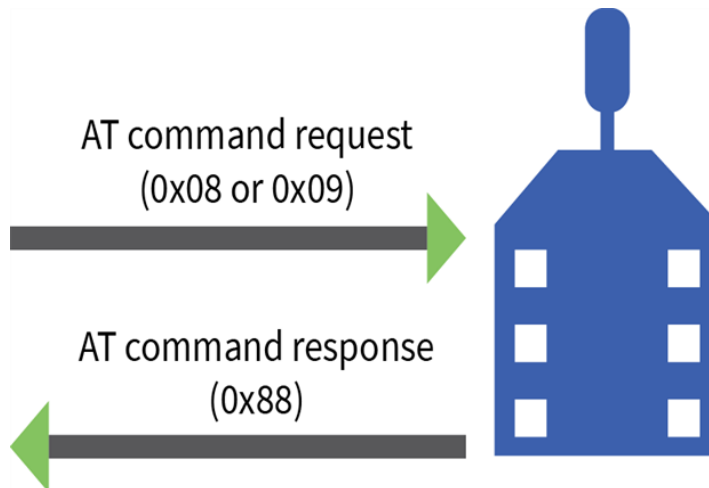 AT command request
(0x08 or 0x09)
AT command response
(0x88)